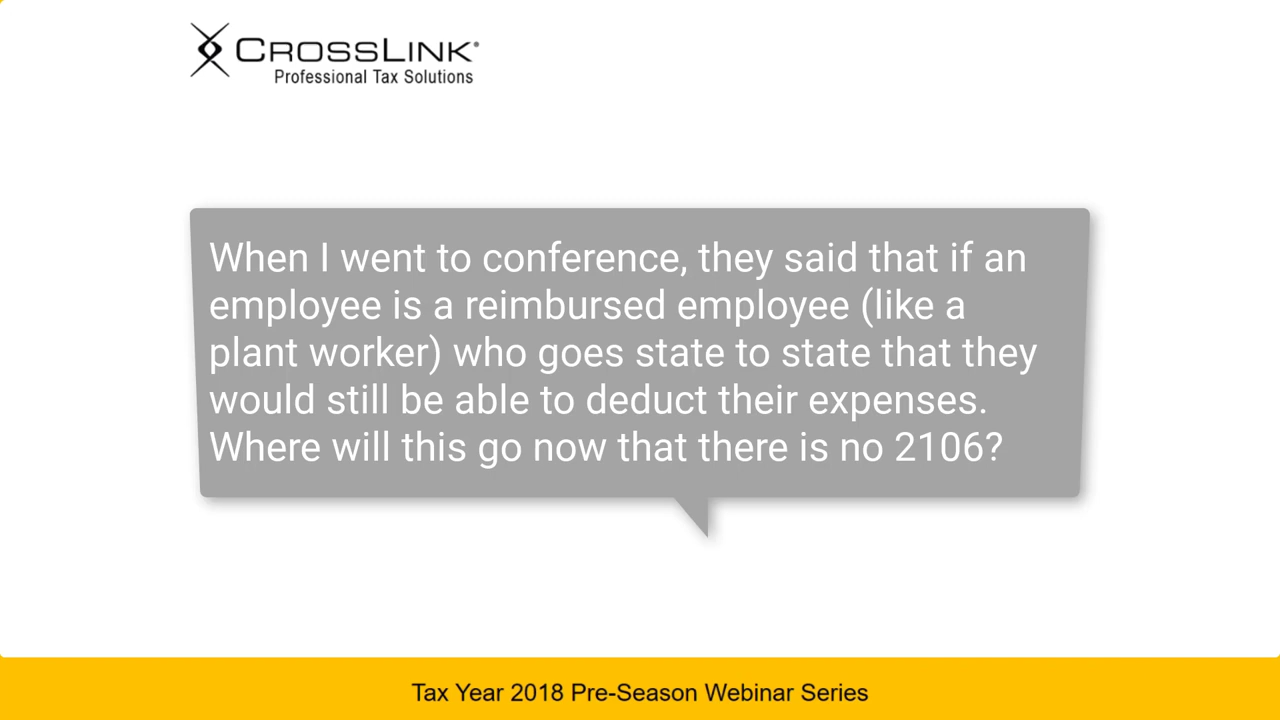 CROSSLINK®
Professional Tax Solutions
When I went to conference, they said that if an
employee is a reimbursed employee (like a
plant worker) who goes state to state that they
would still be able to deduct their expenses.
Where will this go now that there is no 2106?
Tax Year 2018 Pre-Season Webinar Series